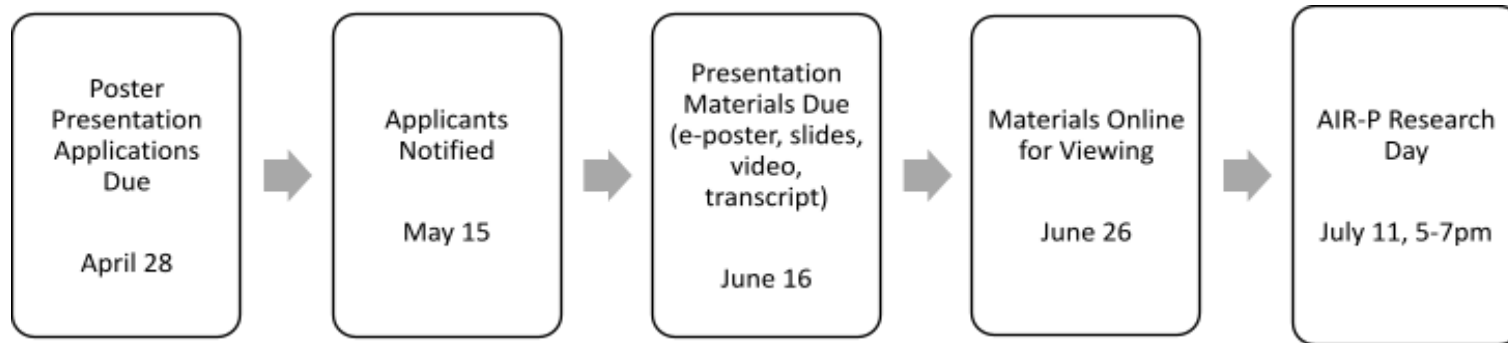 Poster
Presentation
Applications
Due
April 28
Applicants
Notified
May 15
Presentation
Materials Due
(e-poster, slides,
video,
transcript)
June 16
Materials Online
for Viewing
June 26
AIR-P Research
Day
July 11, 5-7pm